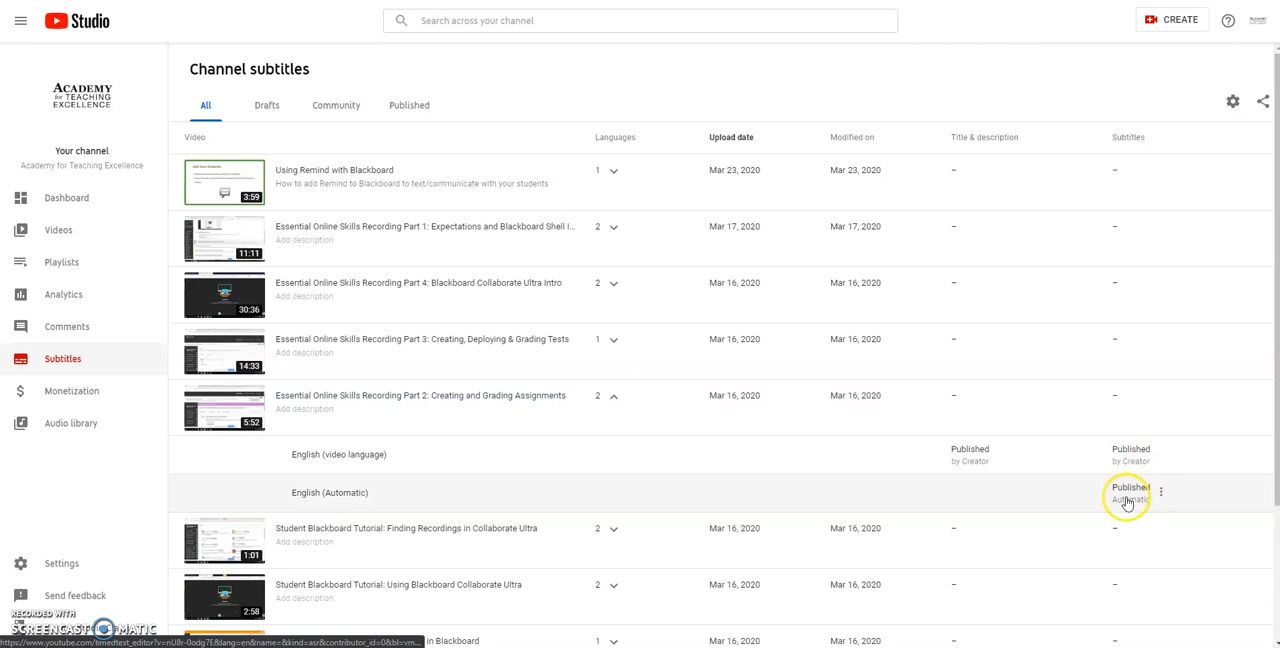 Studio
Search across your channel
CREATE
ACADEMY
FOR TEACHING
EXCELLENCE
Your channel
Academy for Teaching Excellence
Dashboard
Videos
Playlists
Analytics
Comments
Subtitles
Monetization
Audio library
Settings
Send feedback
Channel subtitles
All
Drafts
Community
Published
Video
Languages
Upload date
Modified on
Title & description
Subtitles
3:59
Using Remind with Blackboard
How to add Remind to Blackboard to text/communicate with your students
1
Mar 23, 2020
Mar 23, 2020
–
–
11:11
Essential Online Skills Recording Part 1: Expectations and Blackboard Shell I...
Add description
2
Mar 17, 2020
Mar 17, 2020
–
–
30:36
Essential Online Skills Recording Part 4: Blackboard Collaborate Ultra Intro
Add description
2
Mar 16, 2020
Mar 16, 2020
–
–
14:33
Essential Online Skills Recording Part 3: Creating, Deploying & Grading Tests
Add description
1
Mar 16, 2020
Mar 16, 2020
–
–
5:52
Essential Online Skills Recording Part 2: Creating and Grading Assignments
Add description
2
Mar 16, 2020
Mar 16, 2020
–
–
English (video language)
Published
by Creator
Published
by Creator
English (Automatic)
Published
Automatic
1:01
Student Blackboard Tutorial: Finding Recordings in Collaborate Ultra
Add description
2
Mar 16, 2020
Mar 16, 2020
–
–
2:58
Student Blackboard Tutorial: Using Blackboard Collaborate Ultra
Add description
2
Mar 16, 2020
Mar 16, 2020
–
–
in Blackboard
1
Mar 16, 2020
Mar 16, 2020
–
–
RECORDED WITH
SCREENCAST MATIC